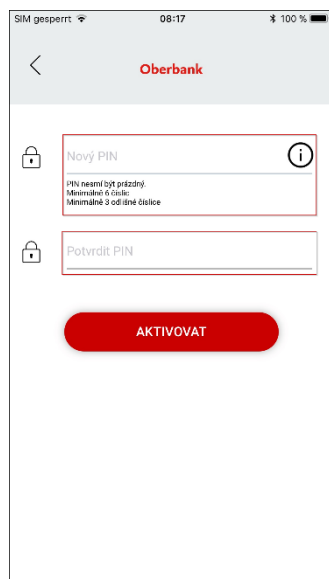 SIM gesperrt 08:17 100 %
Oberbank
Nový PIN
PIN nesmí být prázdný.
Minimálně 6 číslic
Minimálně 3 odlišné číslice
Potvrdit PIN
AKTIVOVAT